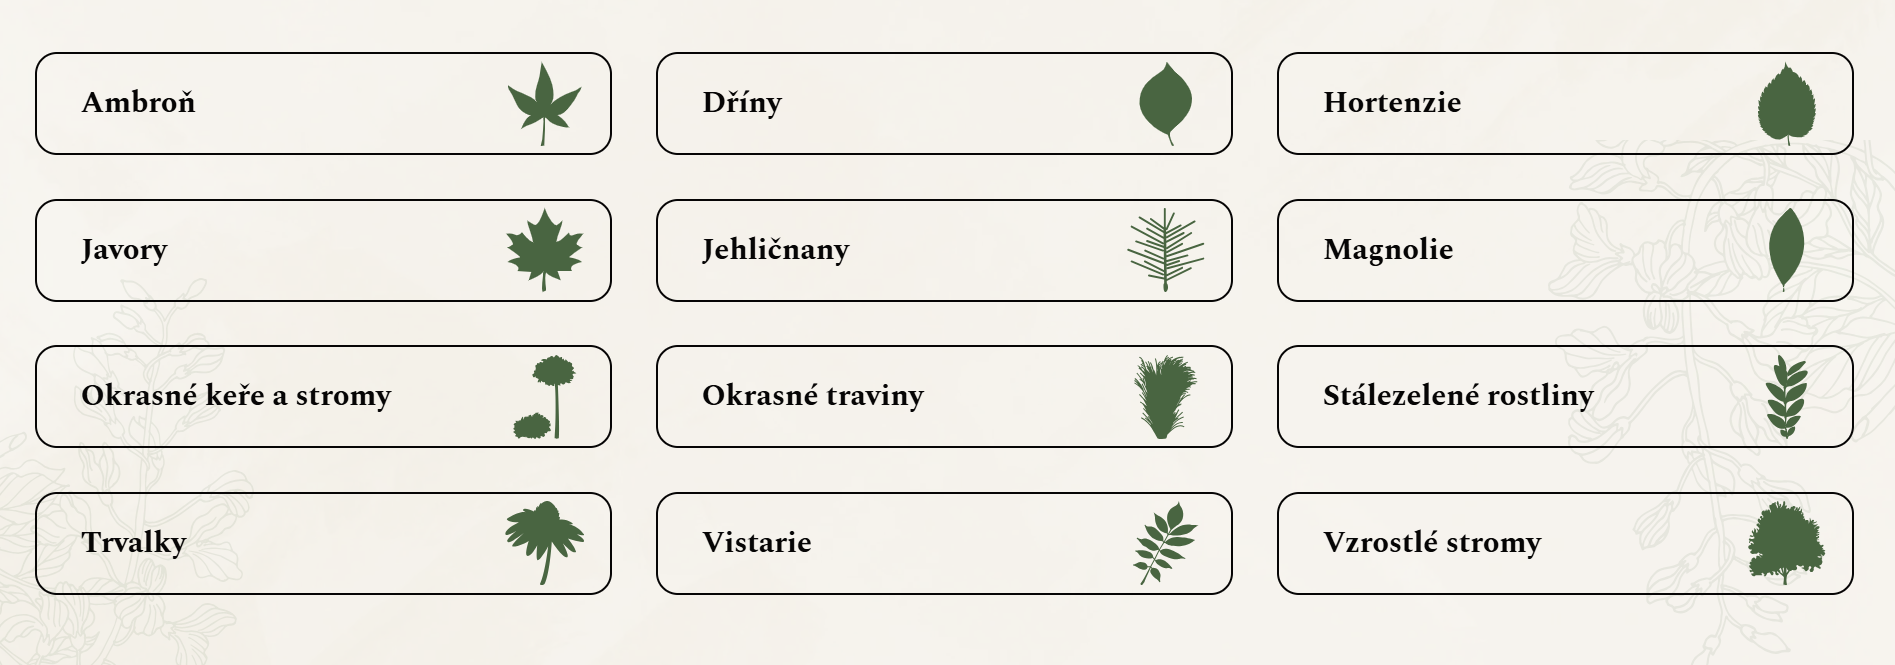 Ambroň
Dříny
Hortenzie
Javory
Jehličnany
Magnolie
Okrasné keře a stromy
Okrasné traviny
Stálezelené rostliny
Trvalky
Vistarie
Vzrostlé stromy